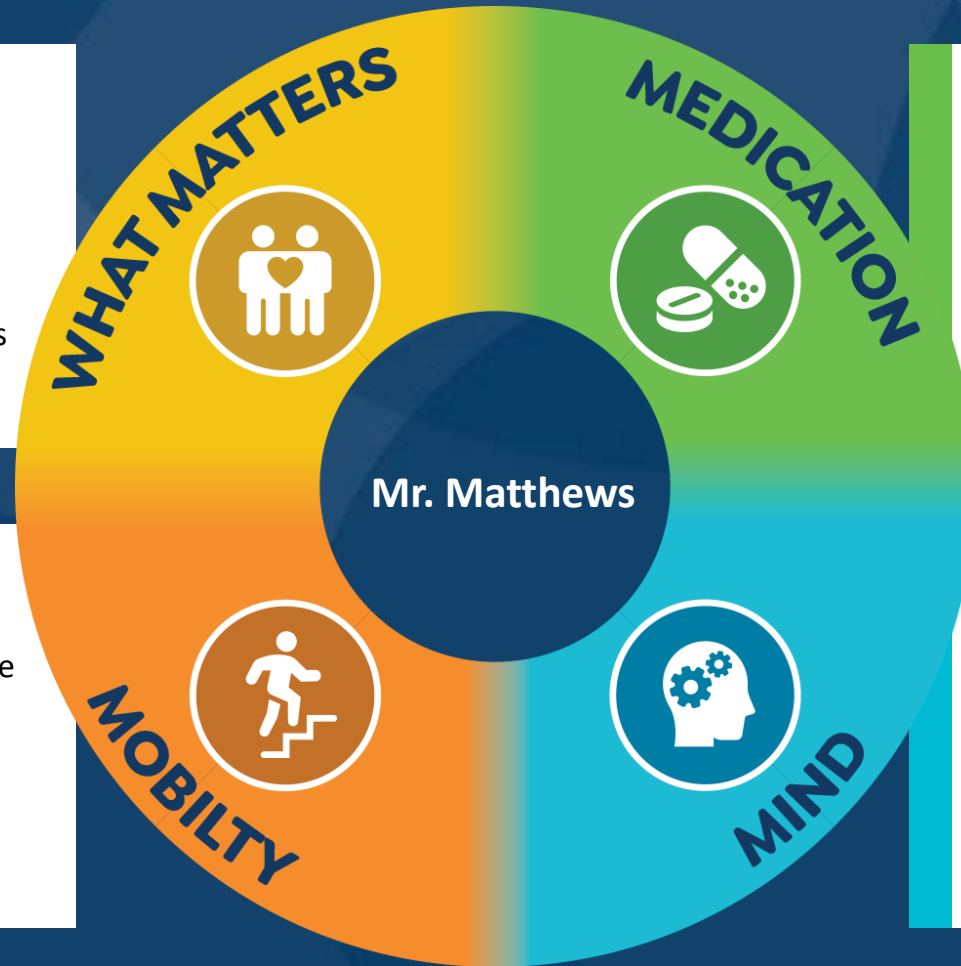 WHAT MATTERS
MEDICATION
s
Mr. Matthews
e
MOBILTY
MIND